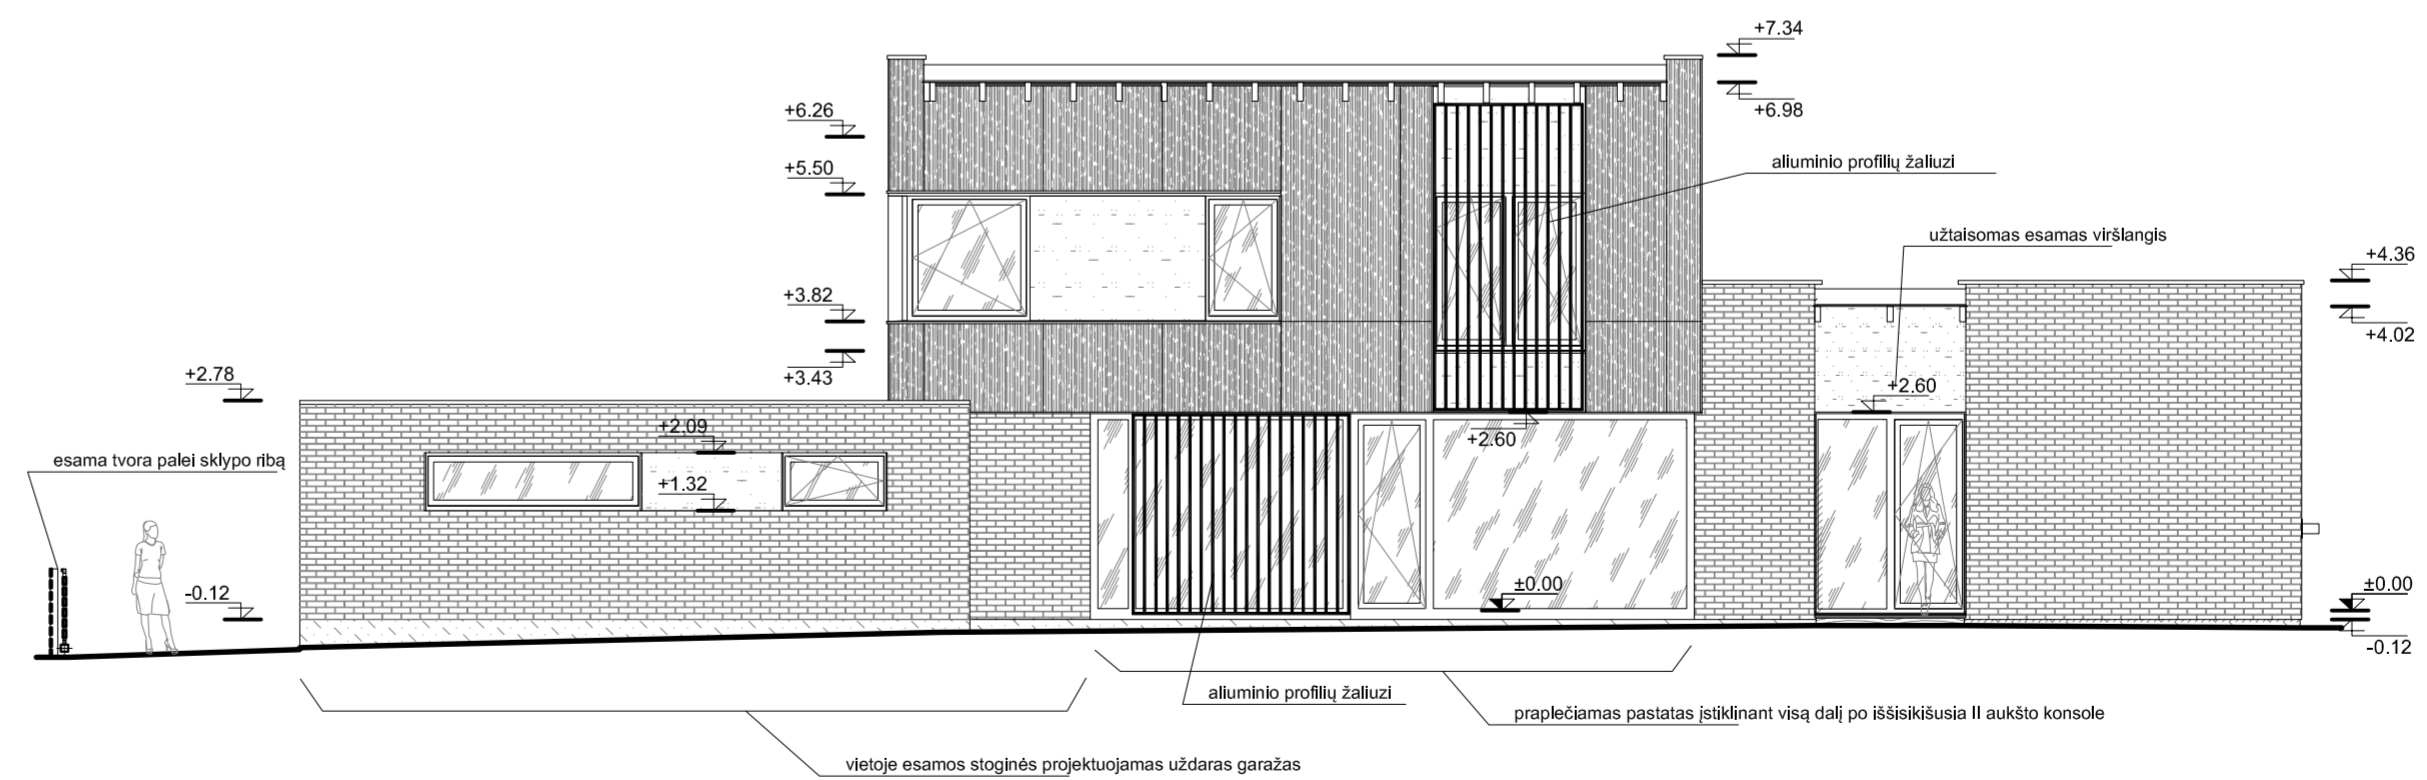 +7.34
+6.98
+6.26
aliuminio profilių žaliuzi
+5.50
užtaisomas esamas viršlangis
+4.36
+3.82
+4.02
+3.43
+2.78
+2.60
+2.09
+2.60
esama tvora palei sklypo ribą
+1.32
-0.12
±0.00
±0.00
-0.12
aliuminio profilių žaliuzi
praplečiamas pastatas įstiklinant visą dalį po iššisikišusia II aukšto konsole
vietoje esamos stoginės projektuojamas uždaras garažas